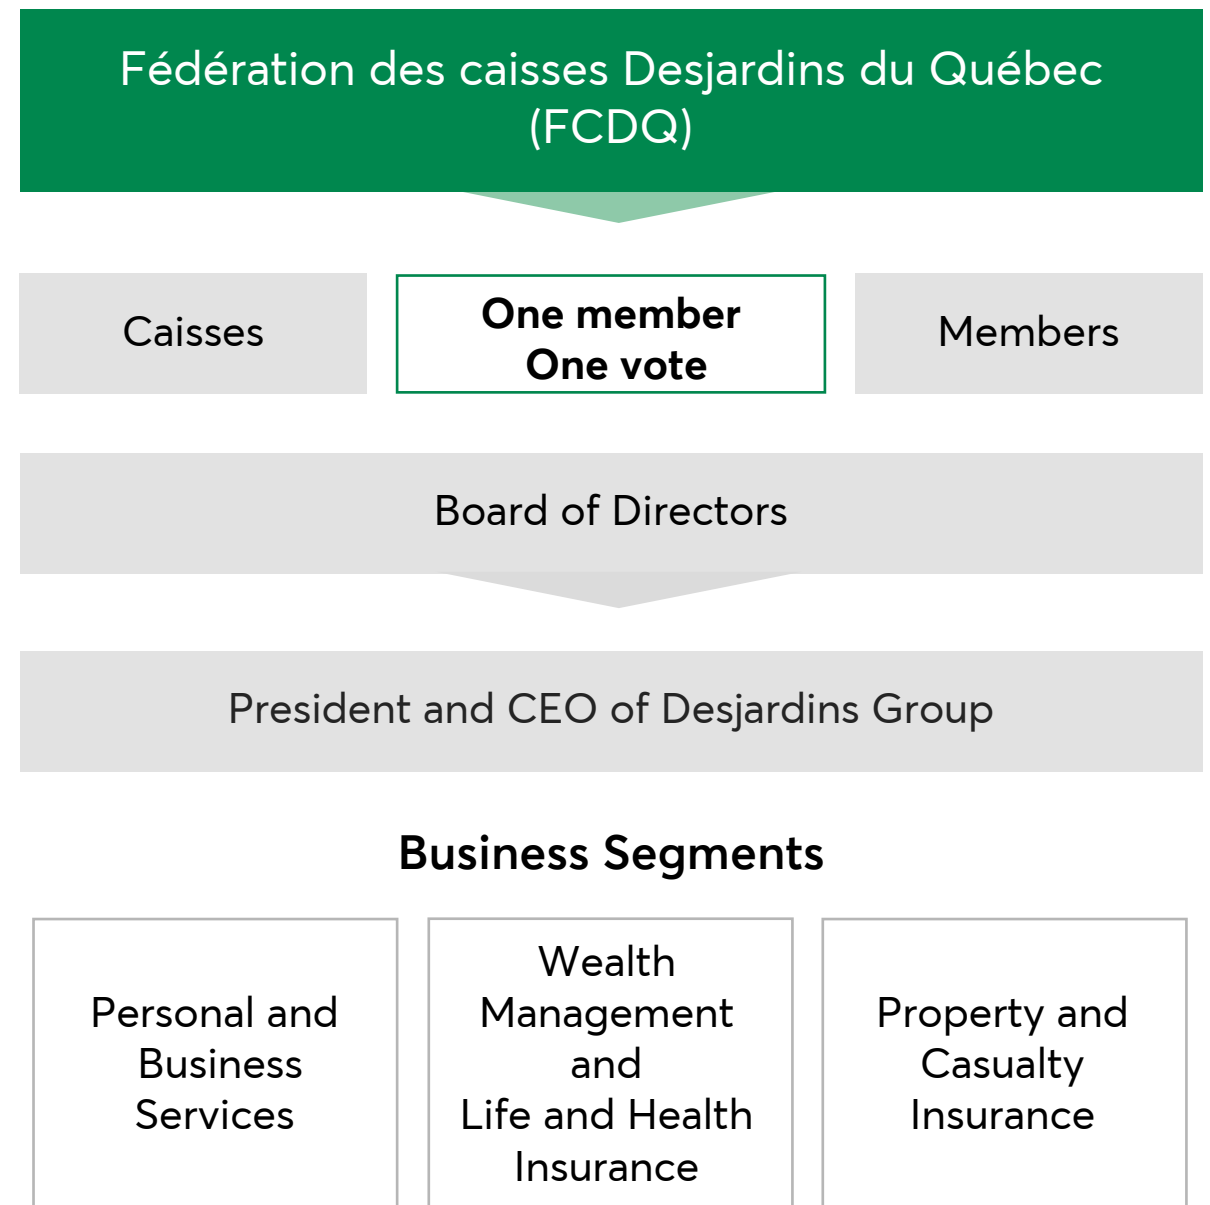 Fédération des caisses Desjardins du Québec
(FCDQ)
Caisses
One member
One vote
Members
Board of Directors
President and CEO of Desjardins Group
Business Segments
Personal and
Business
Services
Wealth
Management
and
Life and Health
Insurance
Property and
Casualty
Insurance